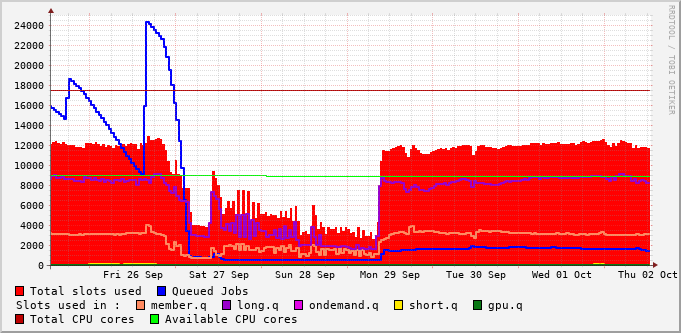 RRDTOOL / TOBI OETIKER
24000
22000
20000
18000
16000
14000
12000
10000
8000
6000
4000
2000
0
Fri 26 Sep Sat 27 Sep Sun 28 Sep Mon 29 Sep Tue 30 Sep Wed 01 Oct Thu 02 Oct
Total slots used Queued Jobs
Slots used in : member.q long.q ondemand.q short.q gpu.q
Total CPU cores Available CPU cores